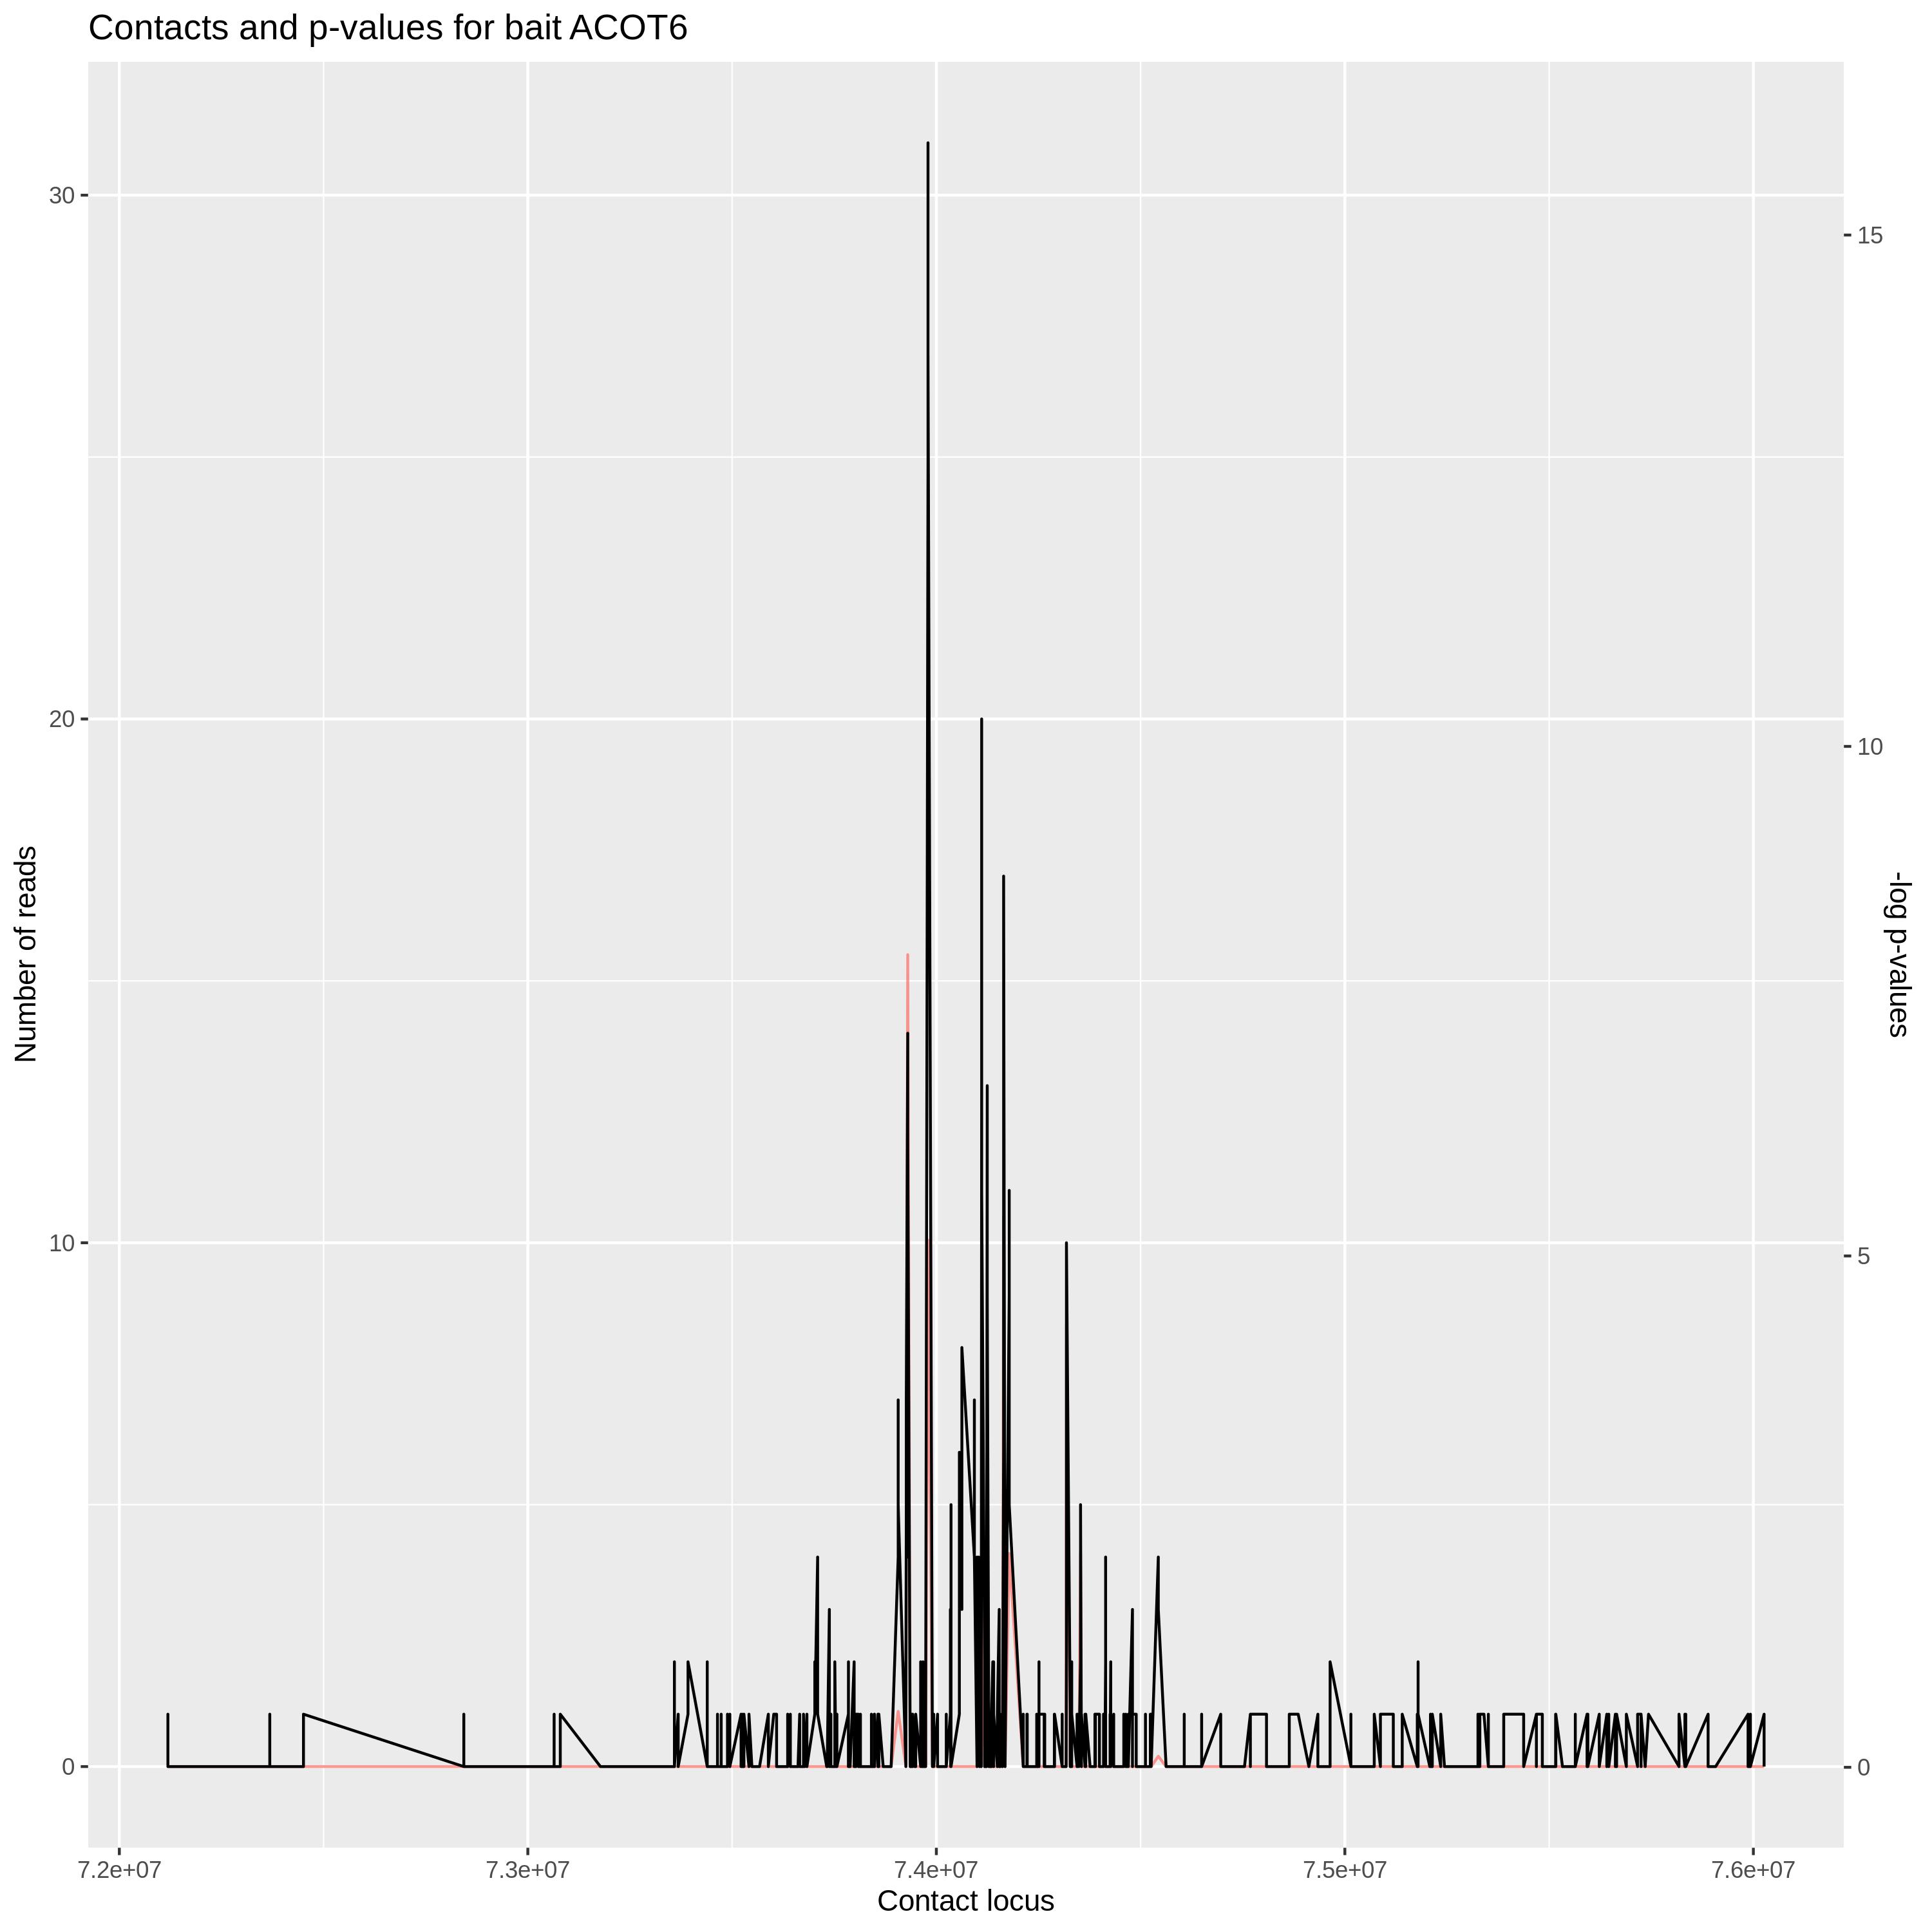 Contacts and p-values for bait ACOT6
30
20
10
0
Number of reads
15
10
5
0
-log p-values
7.2e+07 7.3e+07 7.4e+07 7.5e+07 7.6e+07
Contact locus